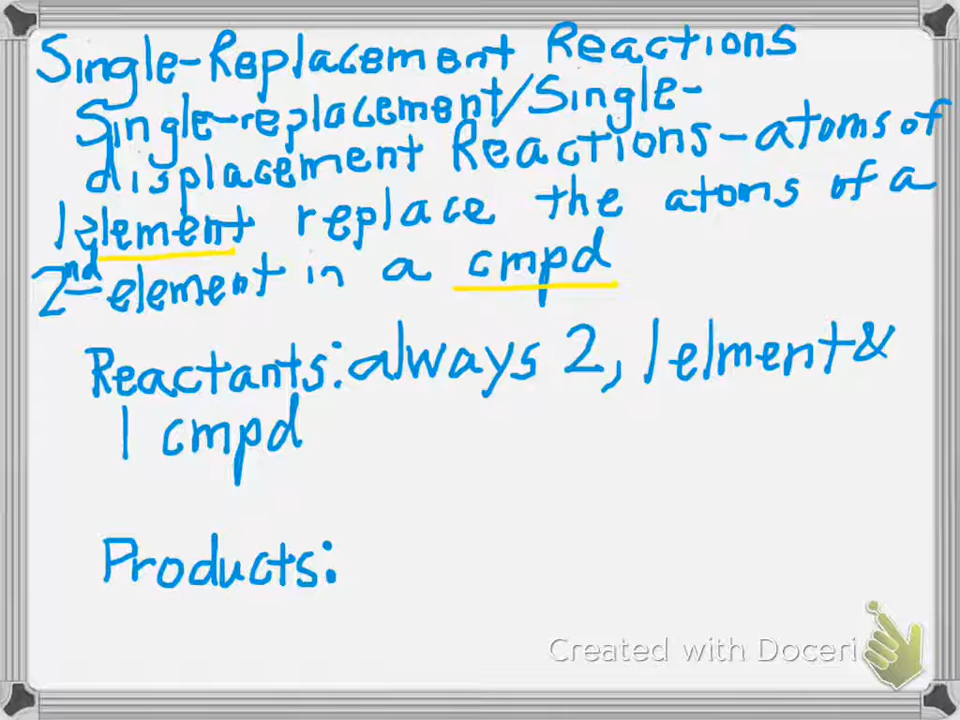 Single-Replacement Reactions
Single-replacement/Single-
displacement Reactions-atoms of
1 element replace the atoms of a
2nd element in a cmpd
Reactants: always 2, 1 elment &
1 cmpd
Products:
Created with Doceri